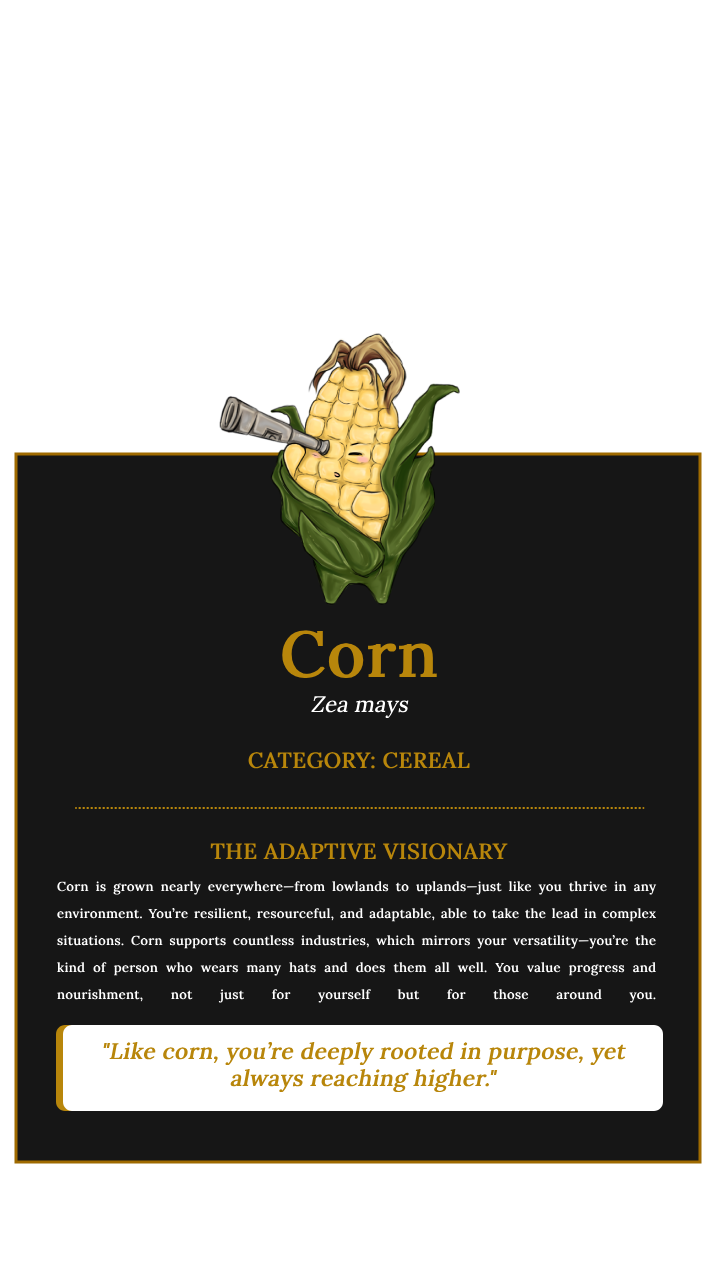 Corn
Zea mays
CATEGORY: CEREAL
THE ADAPTIVE VISIONARY
Corn is grown nearly everywhere—from lowlands to uplands—just like you thrive in any
environment. You’re resilient, resourceful, and adaptable, able to take the lead in complex
situations. Corn supports countless industries, which mirrors your versatility—you’re the
kind of person who wears many hats and does them all well. You value progress and
nourishment, not just for yourself but for those around you.
"Like corn, you’re deeply rooted in purpose, yet
always reaching higher."